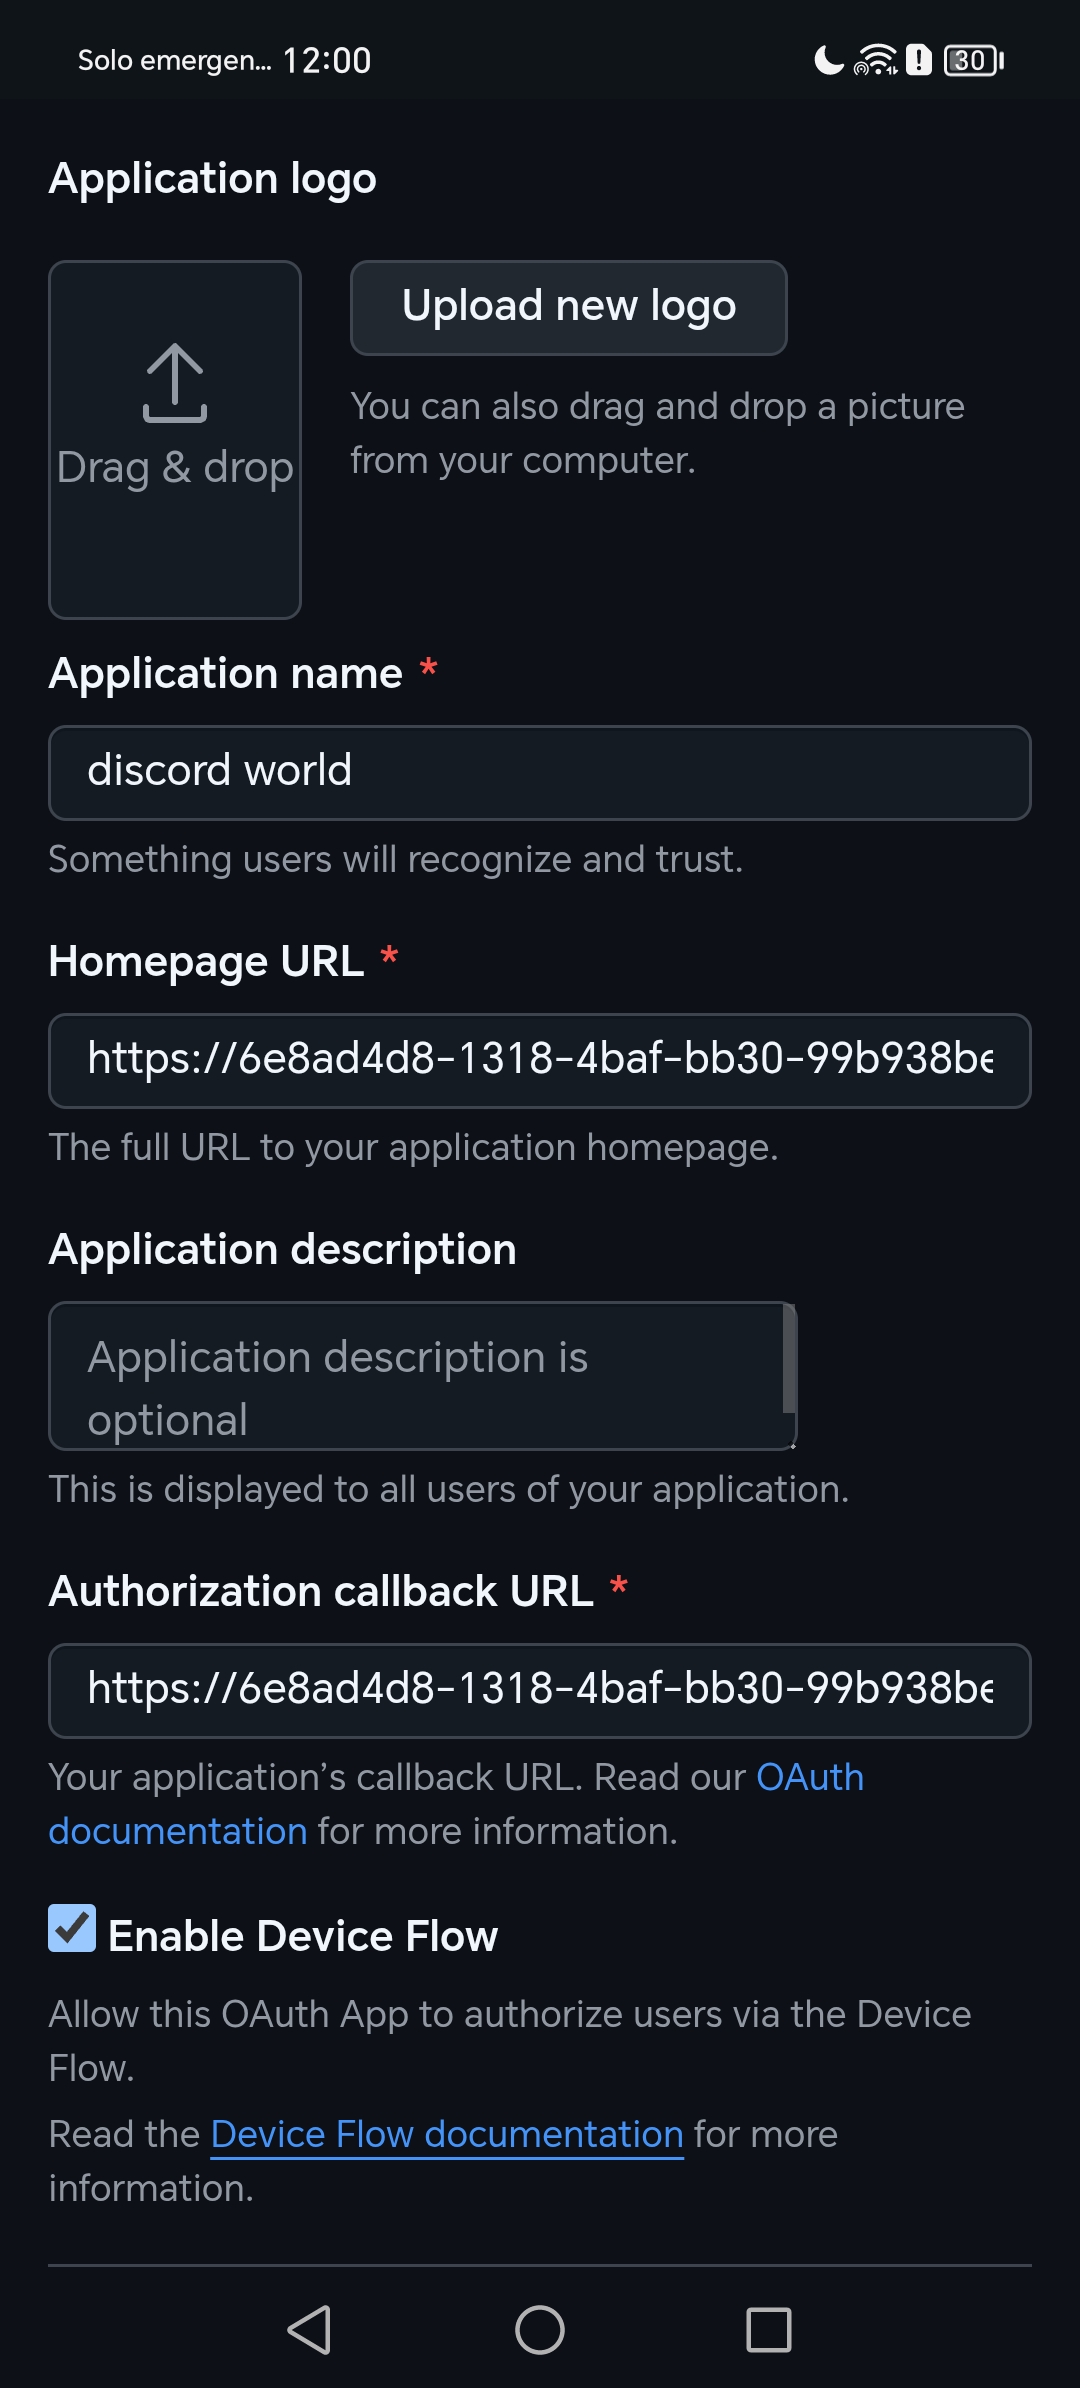 Solo emergen... 12:00
30
Application logo
Upload new logo
Drag & drop
You can also drag and drop a picture
from your computer.
Application name *
discord world
Something users will recognize and trust.
Homepage URL *
https://6e8ad4d8-1318-4baf-bb30-99b938be
The full URL to your application homepage.
Application description
Application description is
optional
This is displayed to all users of your application.
Authorization callback URL *
https://6e8ad4d8-1318-4baf-bb30-99b938be
Your application’s callback URL. Read our OAuth
documentation for more information.
Enable Device Flow
Allow this OAuth App to authorize users via the Device
Flow.
Read the Device Flow documentation for more
information.